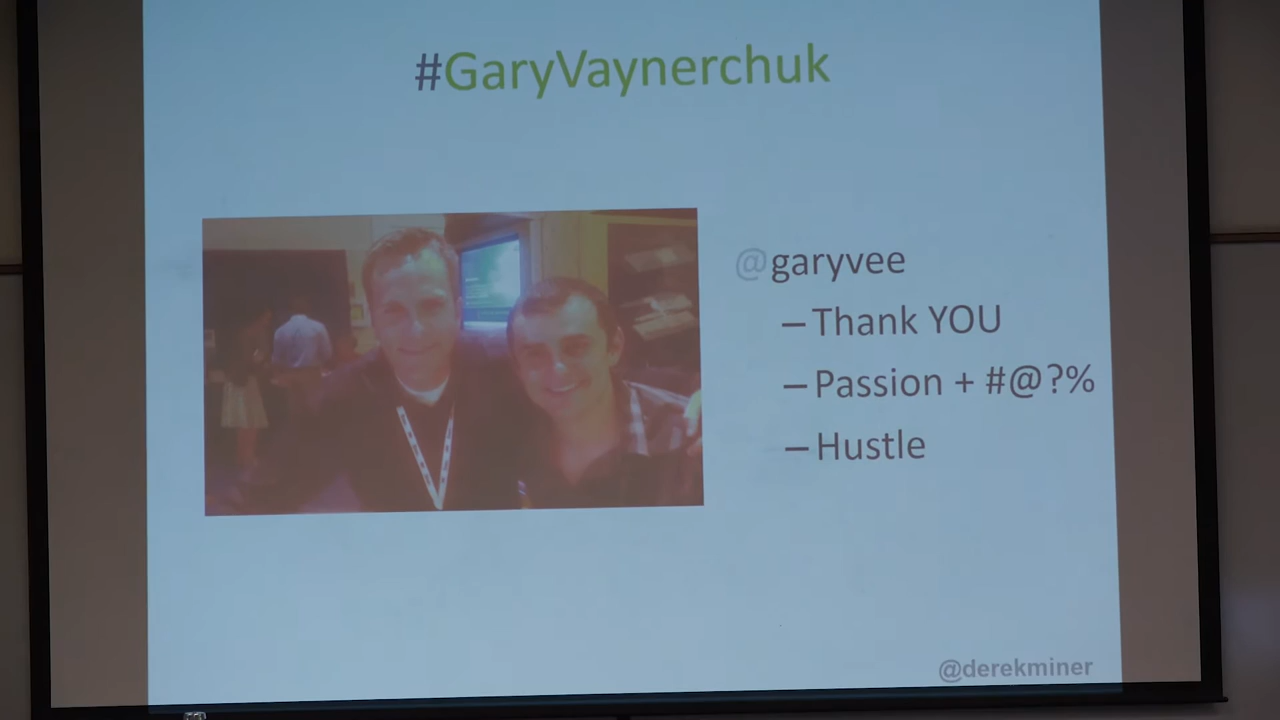 #GaryVaynerchuk
@garyvee
– Thank YOU
– Passion + #@?%
– Hustle
@derekminer